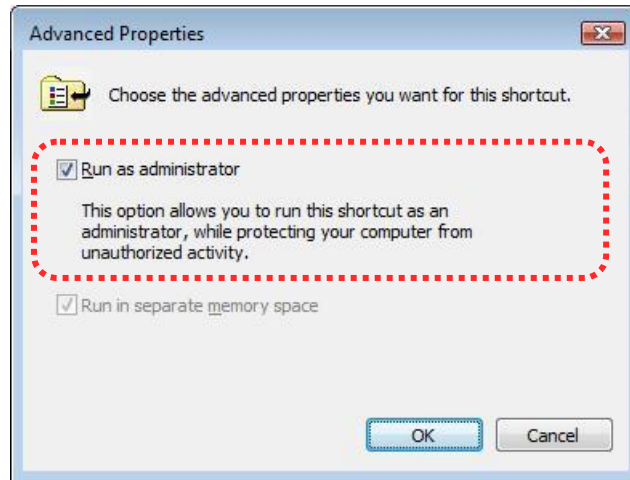 Advanced Properties
Choose the advanced properties you want for this shortcut.
Run as administrator
This option allows you to run this shortcut as an
administrator, while protecting your computer from
unauthorized activity.
Run in separate memory space
OK
Cancel